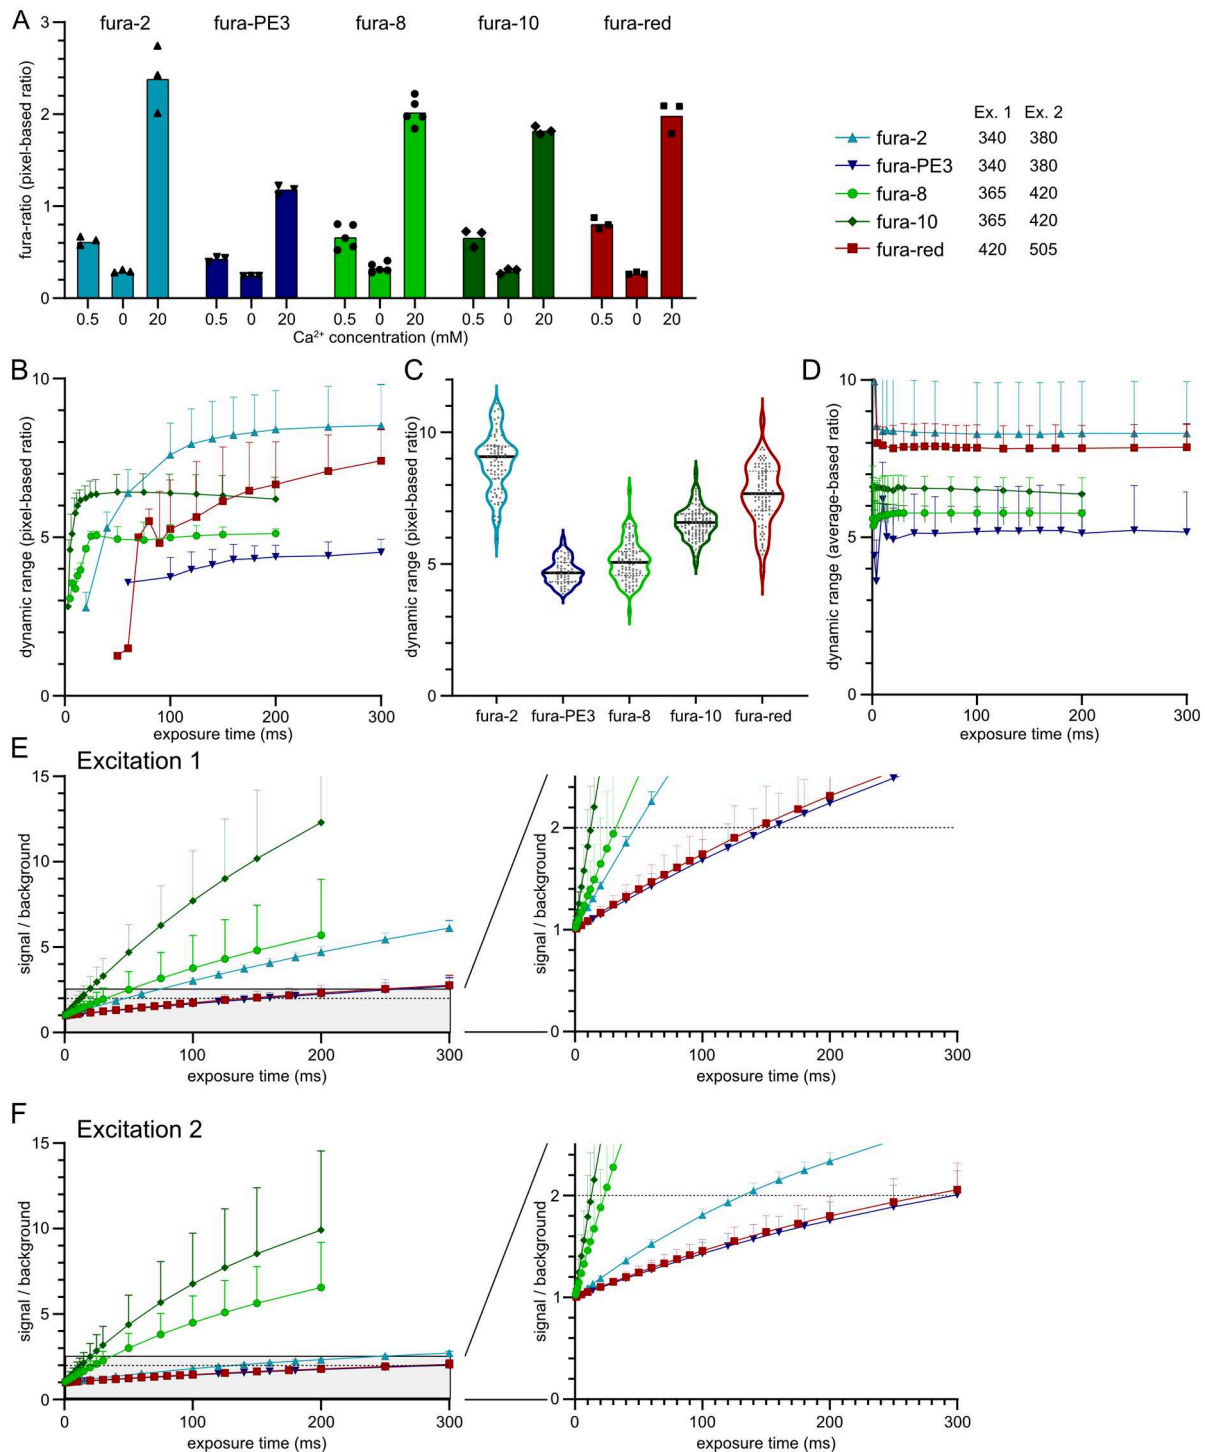 A
fura-2 fura-PE3 fura-8 fura-10 fura-red
fura-ratio (pixel-based ratio)
3
2
1
0
0.5 0 20 0.5 0 20 0.5 0 20 0.5 0 20 0.5 0 20
Ca²⁺ concentration (mM)
Ex. 1 Ex. 2
fura-2 340 380
fura-PE3 340 380
fura-8 365 420
fura-10 365 420
fura-red 420 505
B
dynamic range (pixel-based ratio)
10
5
0
0 100 200 300
exposure time (ms)
C
dynamic range (pixel-based ratio)
10
5
0
fura-2 fura-PE3 fura-8 fura-10 fura-red
D
dynamic range (average-based ratio)
10
5
0
0 100 200 300
exposure time (ms)
E
Excitation 1
signal / background
15
10
5
0
0 100 200 300
exposure time (ms)
signal / background
2
1
0
0 100 200 300
exposure time (ms)
F
Excitation 2
signal / background
15
10
5
0
0 100 200 300
exposure time (ms)
signal / background
2
1
0
0 100 200 300
exposure time (ms)